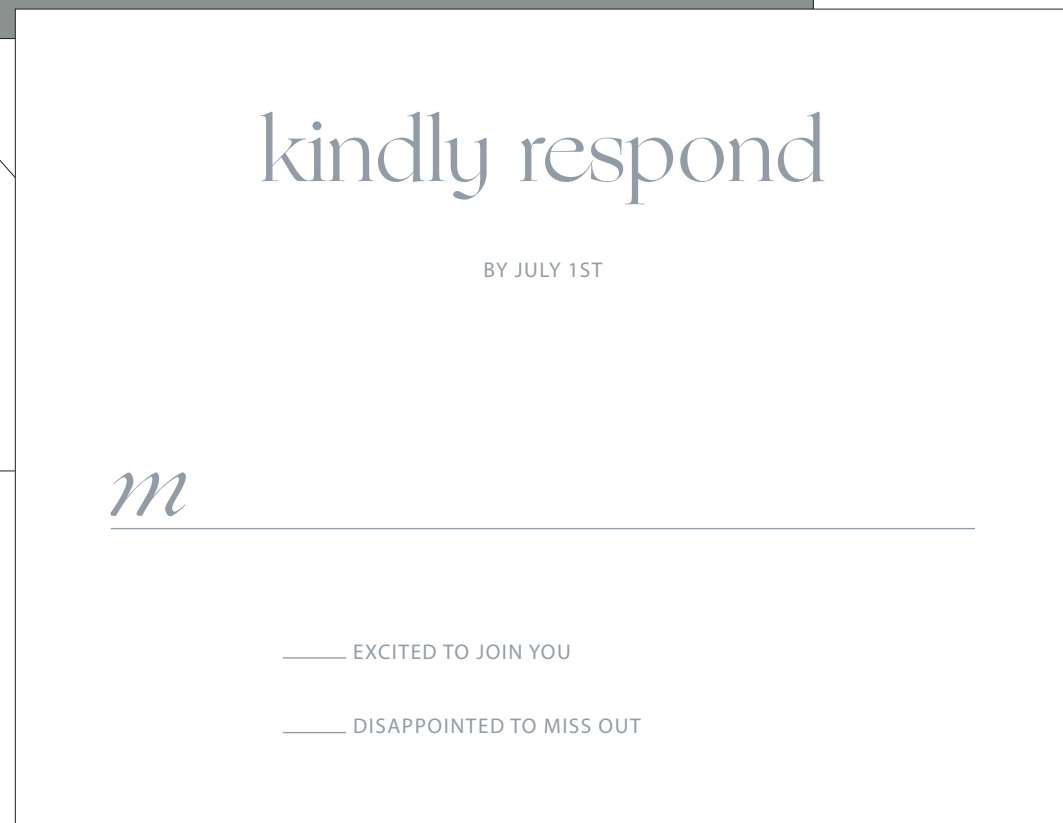 kindly respond
BY JULY 1ST
m
EXCITED TO JOIN YOU
DISAPPOINTED TO MISS OUT